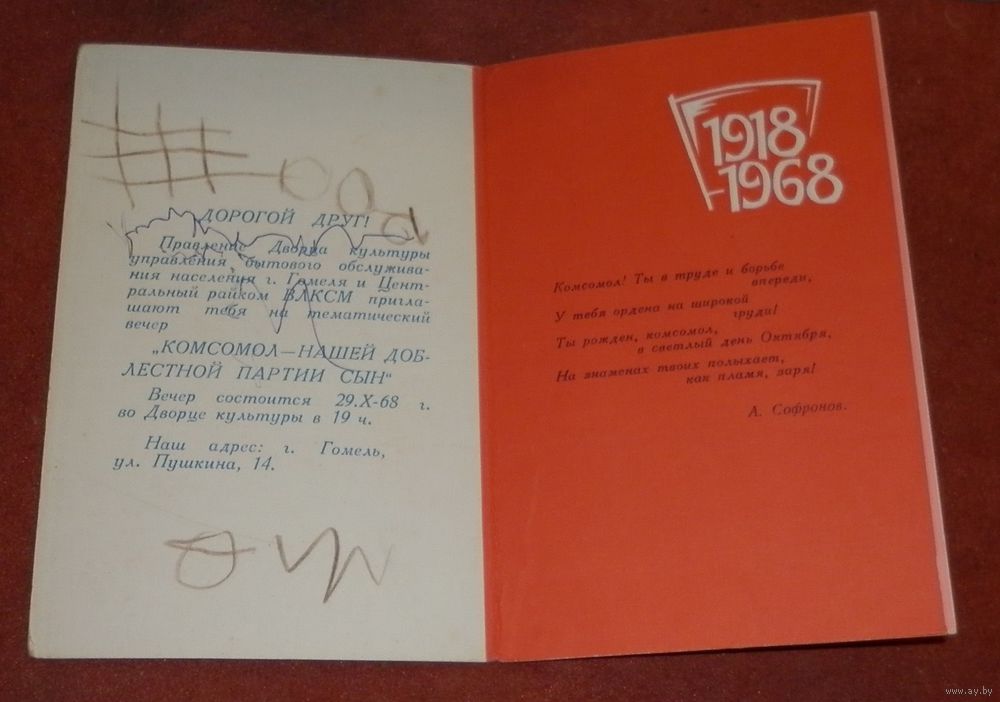 ДОРОГОЙ ДРУГ!
Правление Дворца культуры
управления бытового обслужива-
ния населения г. Гомеля и Цент-
ральный райком ВЛКСМ пригла-
шают тебя на тематический
вечер
„КОМСОМОЛ—НАШЕЙ ДОБ-
ЛЕСТНОЙ ПАРТИИ СЫН“
Вечер состоится 29.X-68 г.
во Дворце культуры в 19 ч.
Наш адрес: г. Гомель,
ул. Пушкина, 14.
1918
1968
Комсомол! Ты в труде и борьбе
впереди,
У тебя ордена на широкой
груди!
Ты рожден, комсомол,
в светлый день Октября,
На знаменах твоих полыхает,
как пламя, заря!
А. Софронов.
www.ay.by